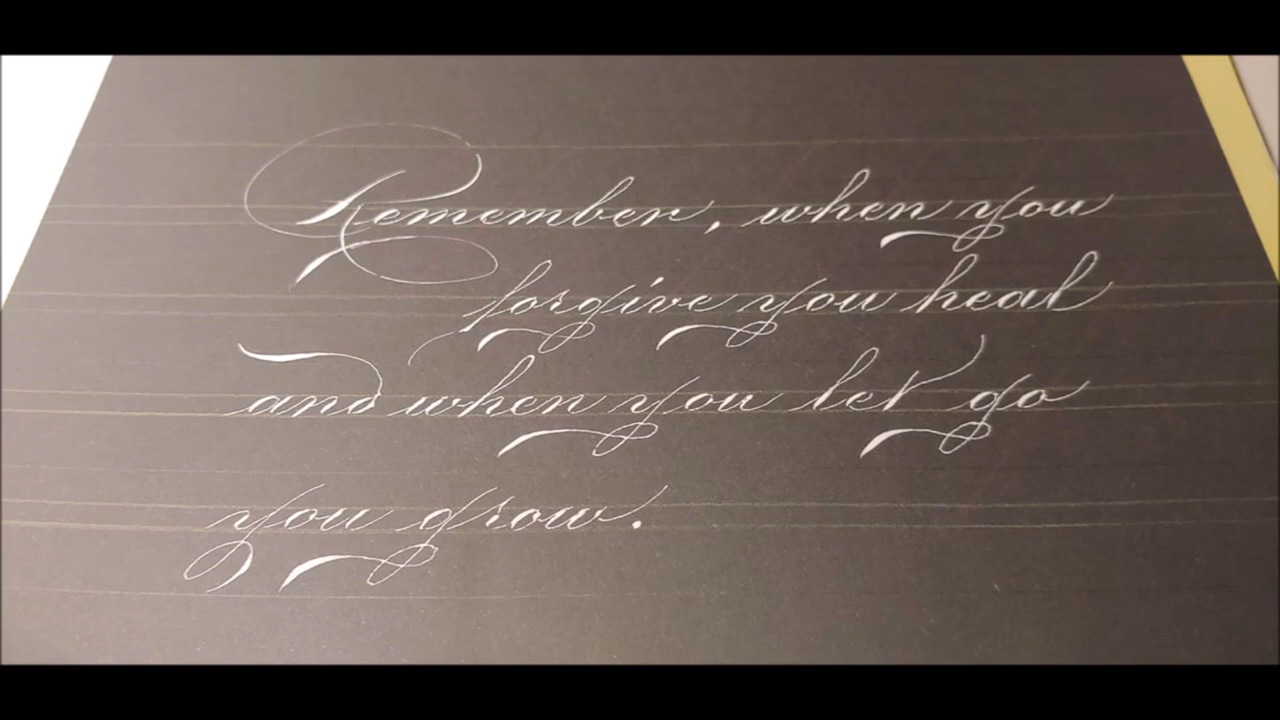 Remember, when you
forgive you heal
and when you let go
you grow.